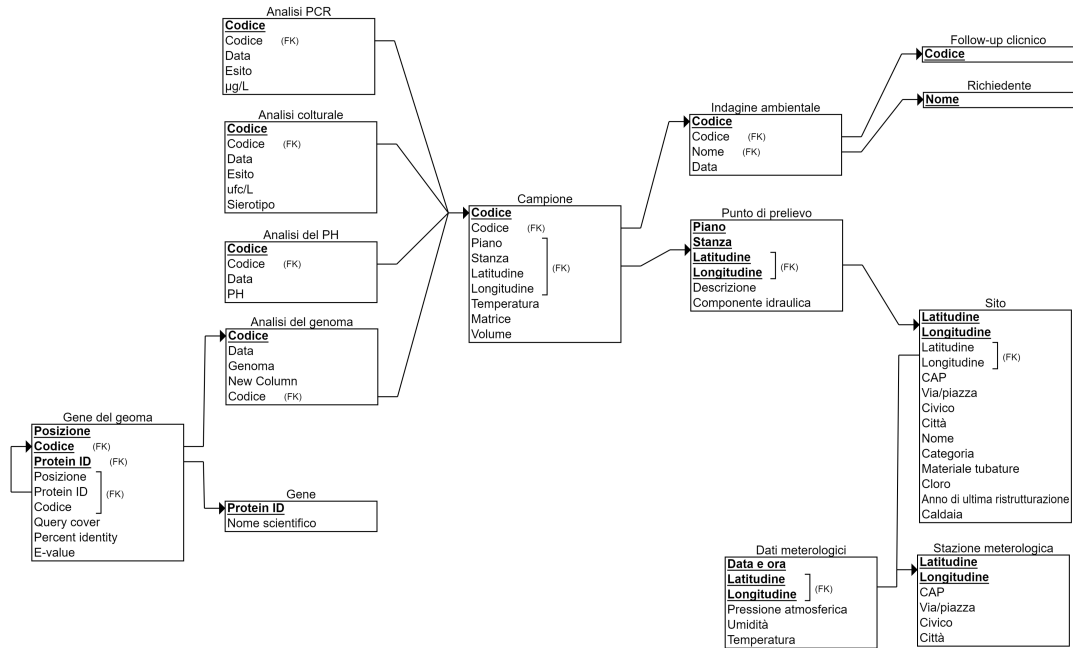 Analisi PCR
Codice
Codice (FK)
Data
Esito
µg/L
Analisi colturale
Codice
Codice (FK)
Data
Esito
ufc/L
Sierotipo
Analisi del PH
Codice
Codice (FK)
Data
PH
Analisi del genoma
Codice
Data
Genoma
New Column
Codice (FK)
Gene del geoma
Posizione
Codice (FK)
Protein ID (FK)
Posizione
Protein ID (FK)
Codice
Query cover
Percent identity
E-value
Gene
Protein ID
Nome scientifico
Campione
Codice
Codice (FK)
Piano
Stanza
(FK)
Latitudine
Longitudine
Temperatura
Matrice
Volume
Indagine ambientale
Codice
Codice (FK)
Nome (FK)
Data
Follow-up clicnico
Codice
Richiedente
Nome
Punto di prelievo
Piano
Stanza
Latitudine
(FK)
Longitudine
Descrizione
Componente idraulica
Sito
Latitudine
Longitudine
Latitudine
(FK)
Longitudine
CAP
Via/piazza
Civico
Città
Nome
Categoria
Materiale tubature
Cloro
Anno di ultima ristrutturazione
Caldaia
Dati meterologici
Data e ora
Latitudine
(FK)
Longitudine
Pressione atmosferica
Umidità
Temperatura
Stazione meterologica
Latitudine
Longitudine
CAP
Via/piazza
Civico
Città